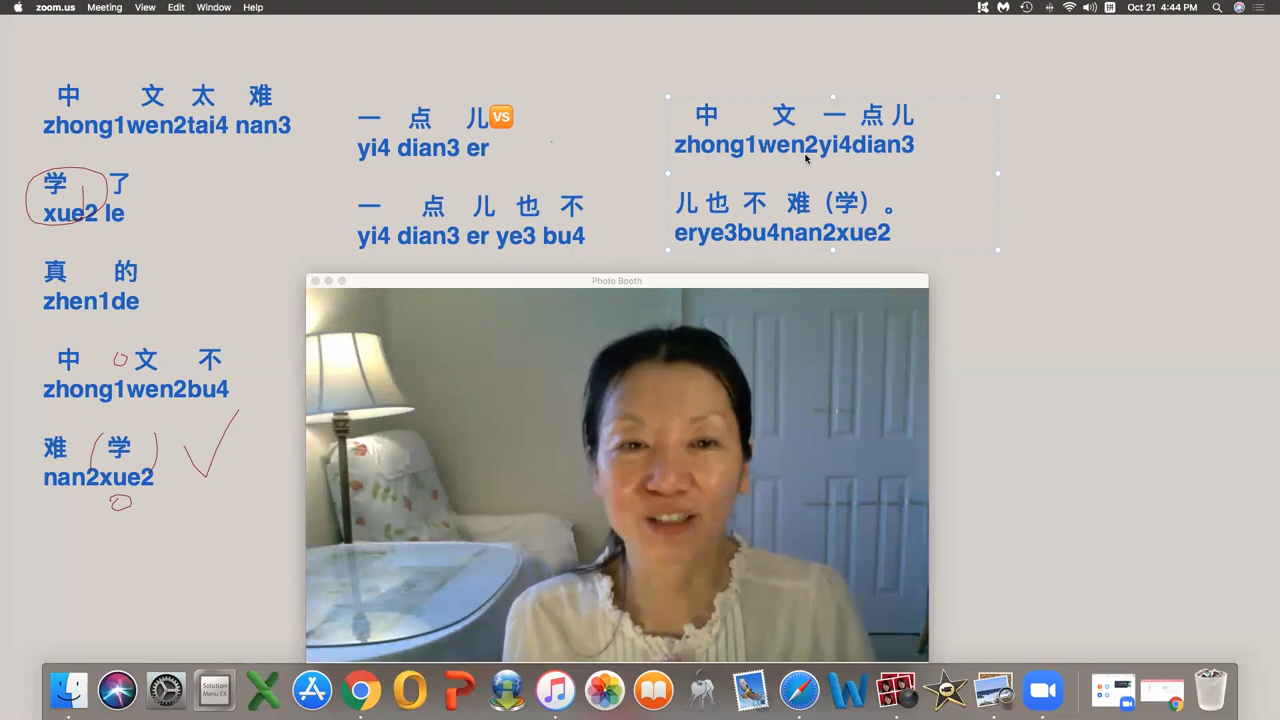 zoom.us Meeting View Edit Window Help
Oct 21 4:44 PM
中 文 太 难
zhong1wen2tai4 nan3
学 了
xue2 le
真 的
zhen1de
中 文 不
zhong1wen2bu4
难 (学)
nan2xue2
一 点 儿 VS
yi4 dian3 er
一 点 儿 也 不
yi4 dian3 er ye3 bu4
中 文 一 点 儿
zhong1wen2yi4dian3
儿 也 不 难（学）。
erye3bu4nan2xue2
Photo Booth
Solution
Menu EX